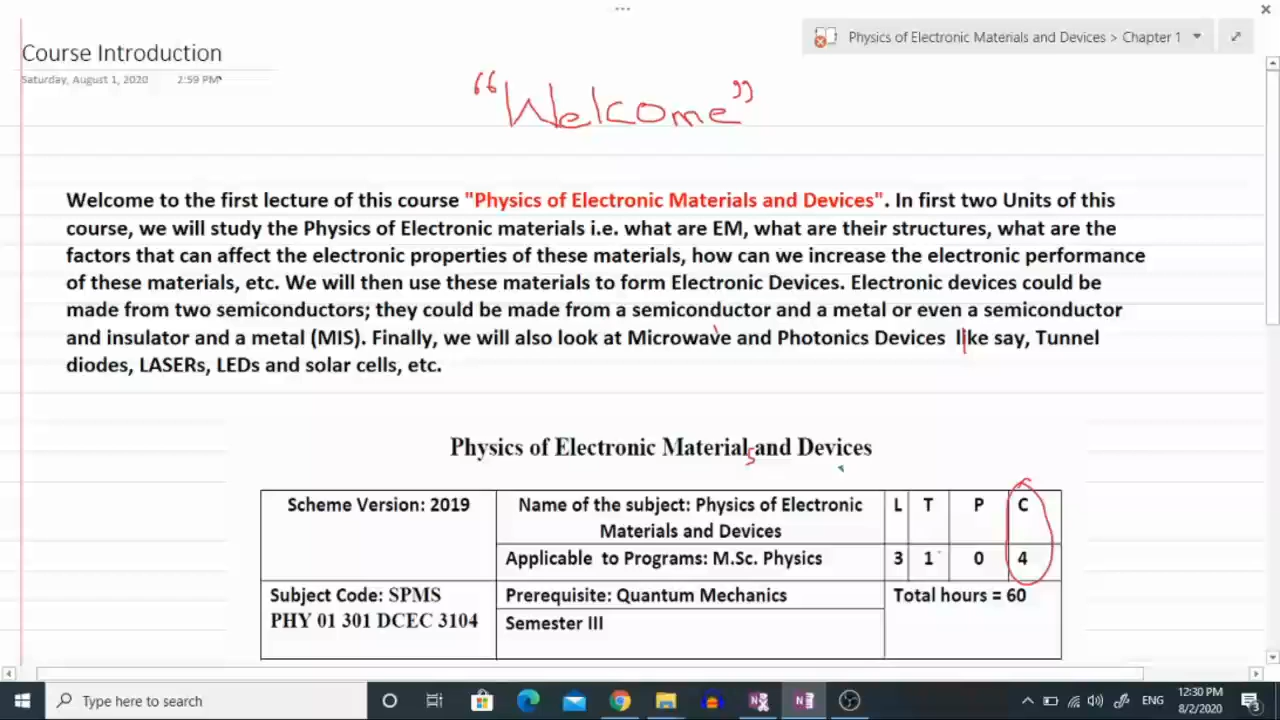 Course Introduction
Saturday, August 1, 2020 2:59 PM
Physics of Electronic Materials and Devices > Chapter 1
"Welcome"
Welcome to the first lecture of this course "Physics of Electronic Materials and Devices". In first two Units of this
course, we will study the Physics of Electronic materials i.e. what are EM, what are their structures, what are the
factors that can affect the electronic properties of these materials, how can we increase the electronic performance
of these materials, etc. We will then use these materials to form Electronic Devices. Electronic devices could be
made from two semiconductors; they could be made from a semiconductor and a metal or even a semiconductor
and insulator and a metal (MIS). Finally, we will also look at Microwave and Photonics Devices like say, Tunnel
diodes, LASERs, LEDs and solar cells, etc.
Physics of Electronic Materials and Devices
Scheme Version: 2019 Name of the subject: Physics of Electronic L T P C
Materials and Devices
Applicable to Programs: M.Sc. Physics 3 1 0 4
Subject Code: SPMS Prerequisite: Quantum Mechanics Total hours = 60
PHY 01 301 DCEC 3104 Semester III
Type here to search
ENG
12:30 PM
8/2/2020
3